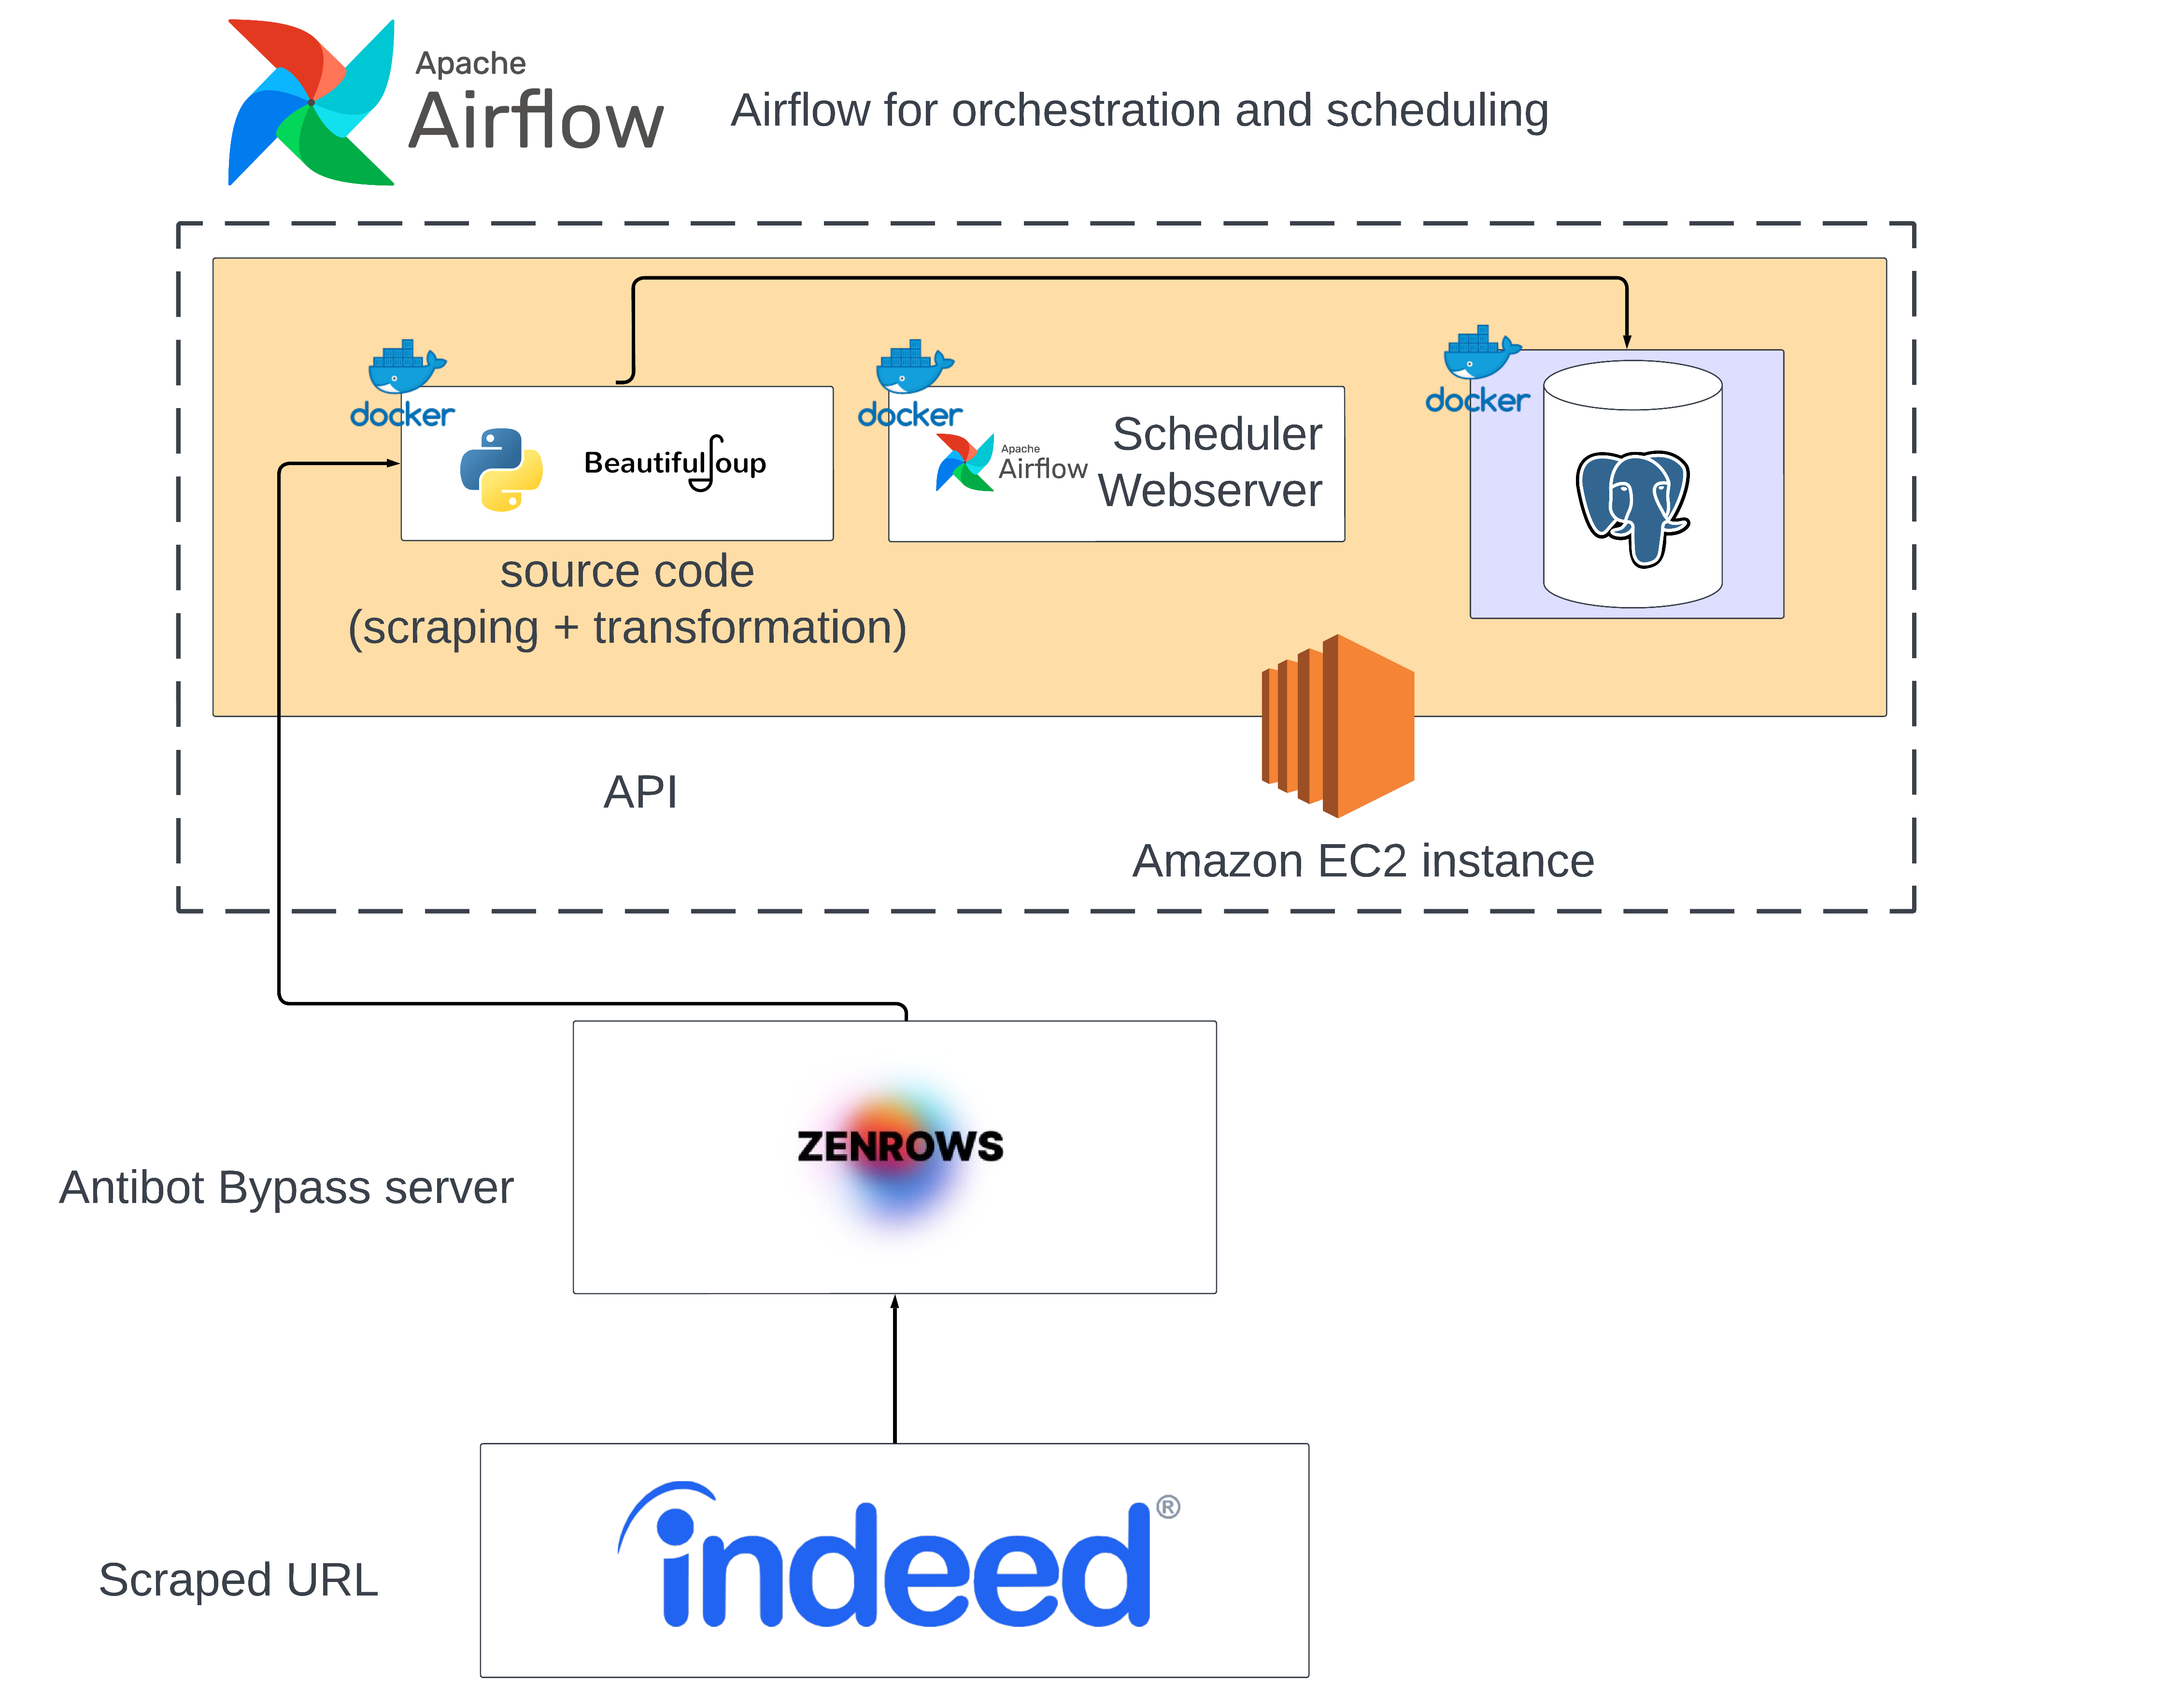 Apache
Airflow
Airflow for orchestration and scheduling
docker
docker
docker
BeautifulSoup
Apache
Airflow
Scheduler
Webserver
source code
(scraping + transformation)
API
Amazon EC2 instance
ZENROWS
Antibot Bypass server
indeed®
Scraped URL